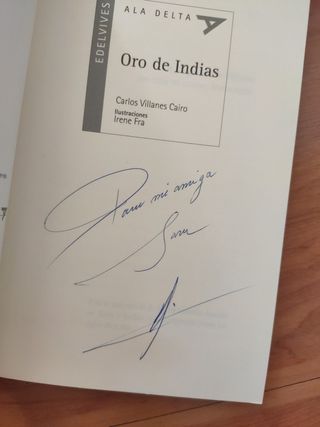 EDELVIVES
ALA DELTA
Oro de Indias
Carlos Villanes Cairo
Ilustraciones
Irene Fra
Para mi amiga
Sara